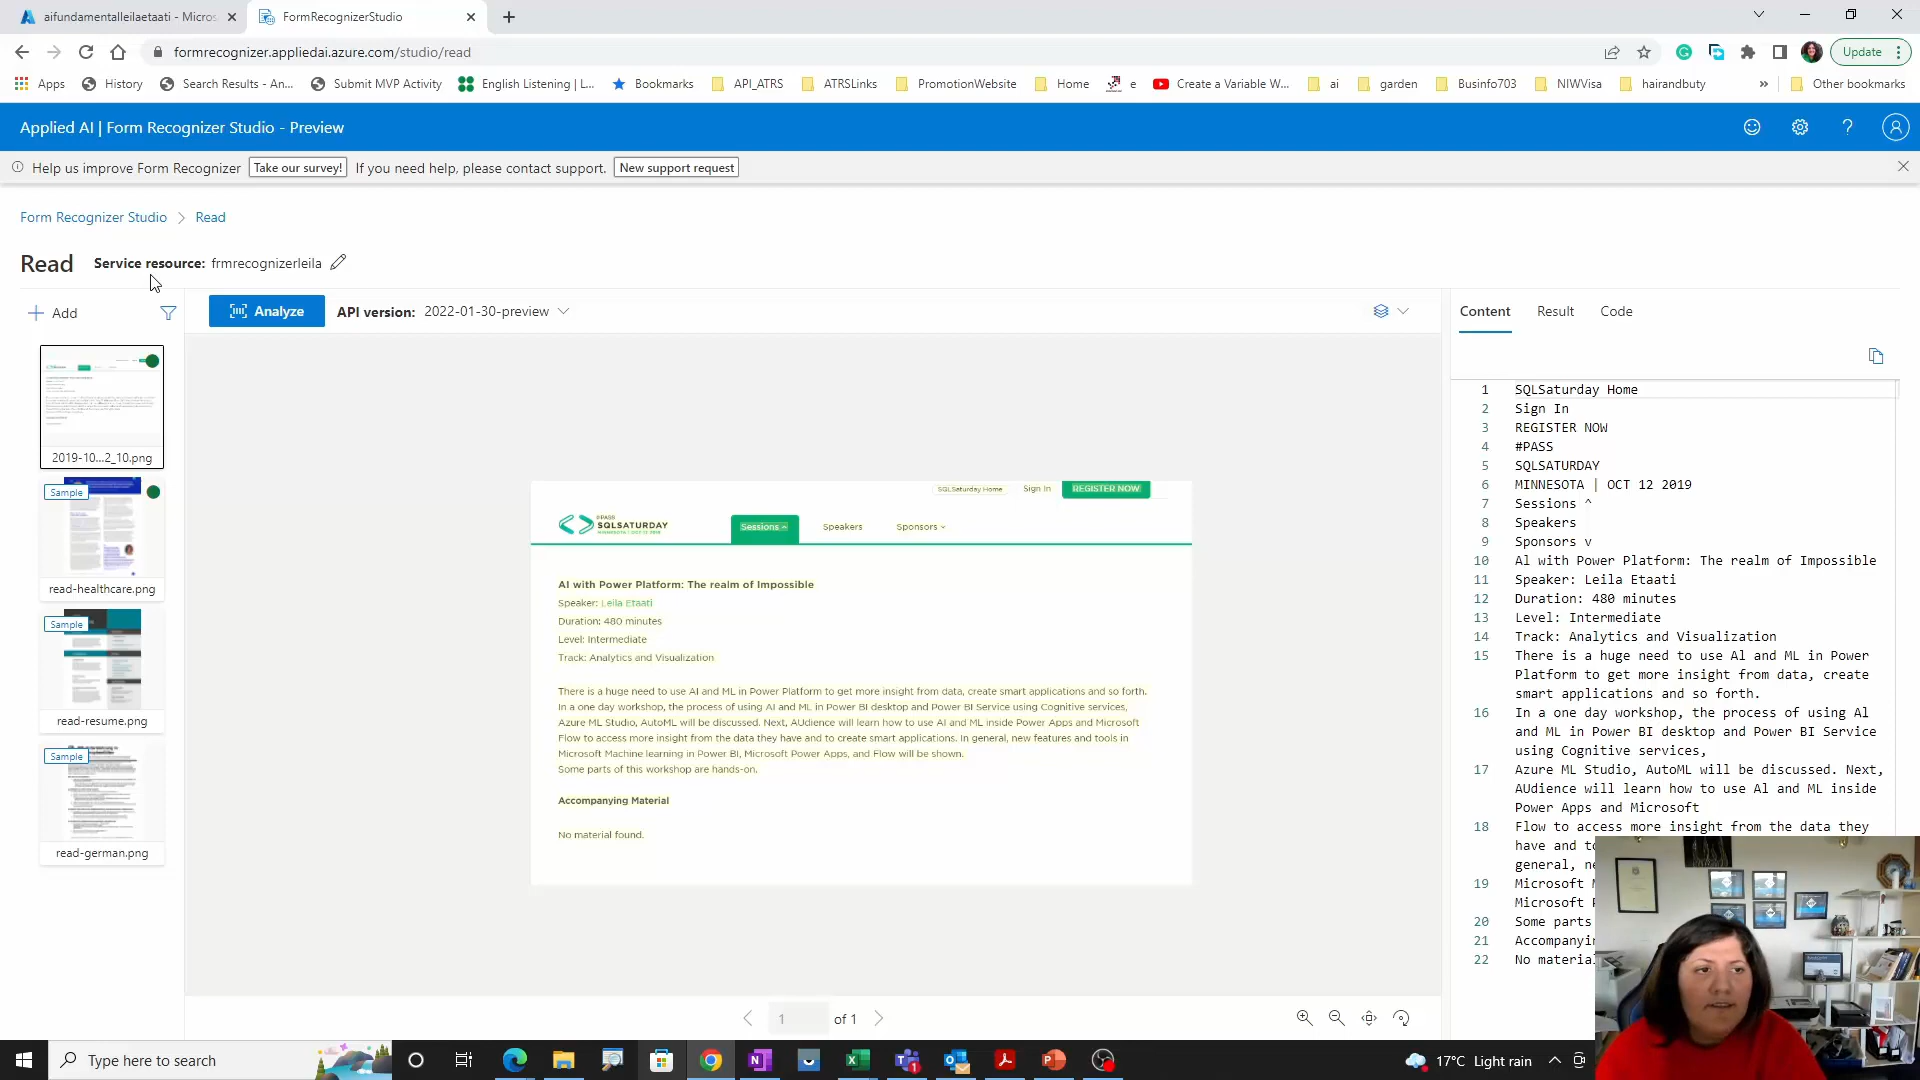 aifundamentalleilaetaati - Micros
FormRecognizerStudio
formrecognizer.appliedai.azure.com/studio/read
Update
Apps
History
Search Results - An...
Submit MVP Activity
English Listening | L...
Bookmarks
API_ATRS
ATRSLinks
PromotionWebsite
Home
e
Create a Variable W...
ai
garden
Businfo703
NIWVisa
hairandbuty
»
Other bookmarks
Applied AI | Form Recognizer Studio - Preview
Help us improve Form Recognizer Take our survey! If you need help, please contact support. New support request
Form Recognizer Studio > Read
Read Service resource: frmrecognizerleila
Add
Analyze
API version: 2022-01-30-preview
2019-10...2_10.png
Sample
read-healthcare.png
Sample
read-resume.png
Sample
read-german.png
SQLSaturday Home Sign In REGISTER NOW
#PASS
SQLSATURDAY
MINNESOTA | OCT 12 2019
Sessions Speakers Sponsors
AI with Power Platform: The realm of Impossible
Speaker: Leila Etaati
Duration: 480 minutes
Level: Intermediate
Track: Analytics and Visualization
There is a huge need to use AI and ML in Power Platform to get more insight from data, create smart applications and so forth.
In a one day workshop, the process of using AI and ML in Power BI desktop and Power BI Service using Cognitive services,
Azure ML Studio, AutoML will be discussed. Next, AUdience will learn how to use AI and ML inside Power Apps and Microsoft
Flow to access more insight from the data they have and to create smart applications. In general, new features and tools in
Microsoft Machine learning in Power BI, Microsoft Power Apps, and Flow will be shown.
Some parts of this workshop are hands-on.
Accompanying Material
No material found.
1 of 1
Content Result Code
1 SQLSaturday Home
2 Sign In
3 REGISTER NOW
4 #PASS
5 SQLSATURDAY
6 MINNESOTA | OCT 12 2019
7 Sessions ^
8 Speakers
9 Sponsors v
10 Al with Power Platform: The realm of Impossible
11 Speaker: Leila Etaati
12 Duration: 480 minutes
13 Level: Intermediate
14 Track: Analytics and Visualization
15 There is a huge need to use Al and ML in Power
Platform to get more insight from data, create
smart applications and so forth.
16 In a one day workshop, the process of using Al
and ML in Power BI desktop and Power BI Service
using Cognitive services,
17 Azure ML Studio, AutoML will be discussed. Next,
AUdience will learn how to use Al and ML inside
Power Apps and Microsoft
18 Flow to access more insight from the data they
have and to
general, ne
19 Microsoft M
Microsoft P
20 Some parts
21 Accompanyin
22 No material
Type here to search
17°C Light rain